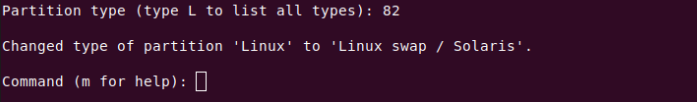 Partition type (type L to list all types): 82
Changed type of partition 'Linux' to 'Linux swap / Solaris'.
Command (m for help):